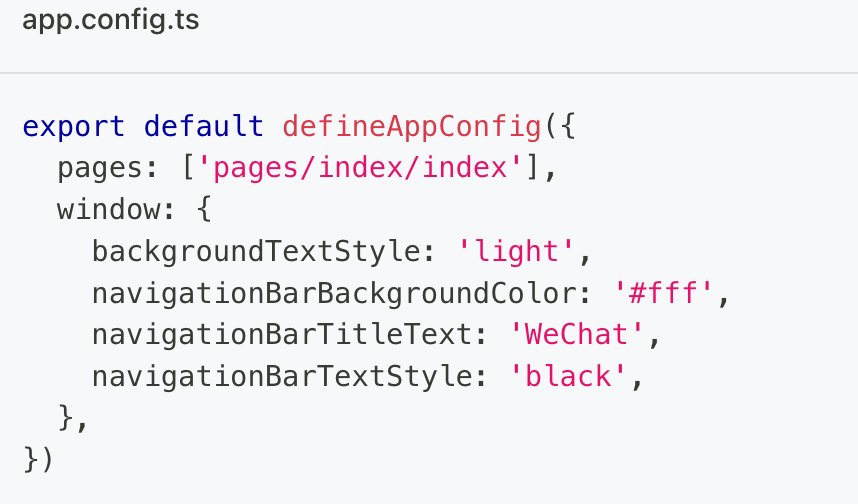 app.config.ts
export default defineAppConfig({
  pages: ['pages/index/index'],
  window: {
    backgroundTextStyle: 'light',
    navigationBarBackgroundColor: '#fff',
    navigationBarTitleText: 'WeChat',
    navigationBarTextStyle: 'black',
  },
})